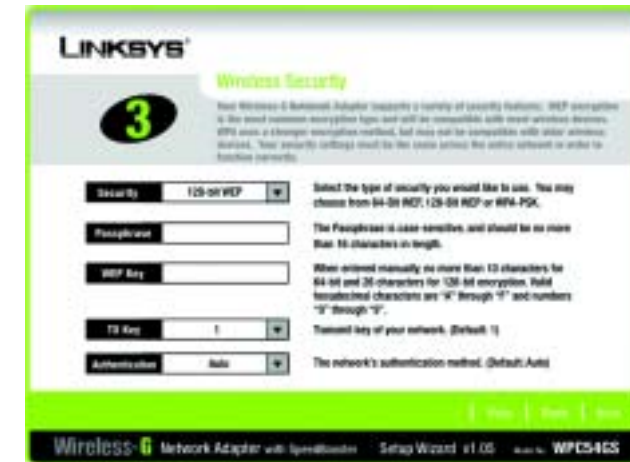 LINKSYS®
Wireless Security
3
Your Wireless-G Network Adapter supports a variety of security features. WEP encryption
is the most common encryption type and will be compatible with most wireless devices.
WPA uses a stronger encryption method, but may not be compatible with older wireless
devices. Your security settings must be the same across the entire network in order to
function correctly.
Security 128-bit WEP
Select the type of security you would like to use. You may
choose from 64-Bit WEP, 128-Bit WEP or WPA-PSK.
Passphrase
The Passphrase is case-sensitive, and should be no more
than 16 characters in length.
WEP Key
When entered manually, no more than 10 characters for
64-bit and 26 characters for 128-bit encryption. Valid
hexadecimal characters are "A" through "F" and numbers
"0" through "9".
TX Key 1
Transmit key of your network. (Default: 1)
Authentication Auto
The network's authentication method. (Default: Auto)
Wireless-G Network Adapter with SpeedBooster Setup Wizard v1.05 Model No. WPC54GS